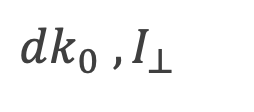 dk₀ , I⊥